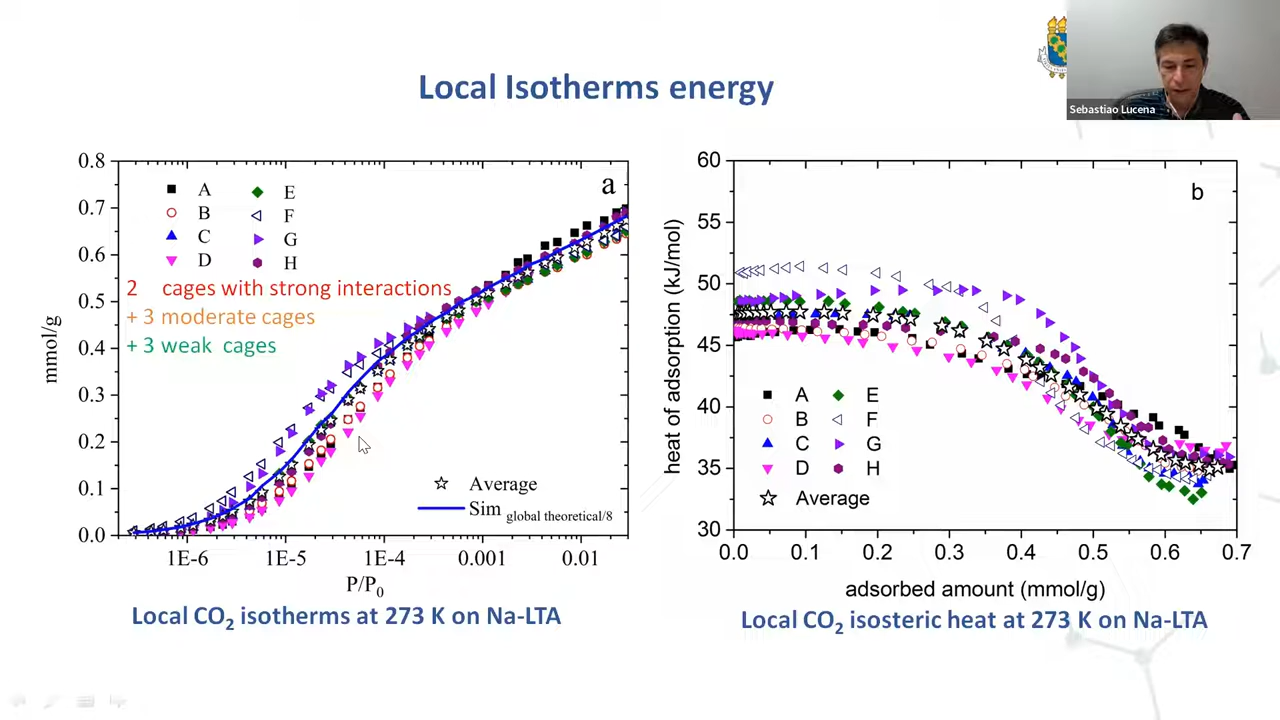 Local Isotherms energy
Sebastiao Lucena
0.8
0.7
0.6
0.5
0.4
0.3
0.2
0.1
0.0
mmol/g
a
A
B
C
D
E
F
G
H
2 cages with strong interactions
+ 3 moderate cages
+ 3 weak cages
Average
Sim global theoretical/8
1E-6 1E-5 1E-4 0.001 0.01
P/P0
Local CO2 isotherms at 273 K on Na-LTA
60
55
50
45
40
35
30
heat of adsorption (kJ/mol)
b
A
B
C
D
E
F
G
H
Average
0.0 0.1 0.2 0.3 0.4 0.5 0.6 0.7
adsorbed amount (mmol/g)
Local CO2 isosteric heat at 273 K on Na-LTA